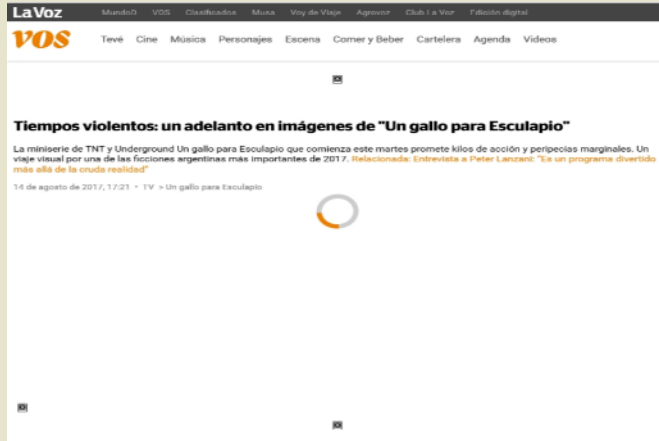 LaVoz MundoD VOS Clasificados Musa Voy de Viaje Agrovoz Club La Voz Edición digital
VOS Tevé Cine Música Personajes Escena Comer y Beber Cartelera Agenda Videos
Tiempos violentos: un adelanto en imágenes de "Un gallo para Esculapio"
La miniserie de TNT y Underground Un gallo para Esculapio que comienza este martes promete kilos de acción y peripecias marginales. Un
viaje visual por una de las ficciones argentinas más importantes de 2017. Relacionada: Entrevista a Peter Lanzani: "Es un programa divertido
más allá de la cruda realidad"
14 de agosto de 2017, 17:21 • TV > Un gallo para Esculapio